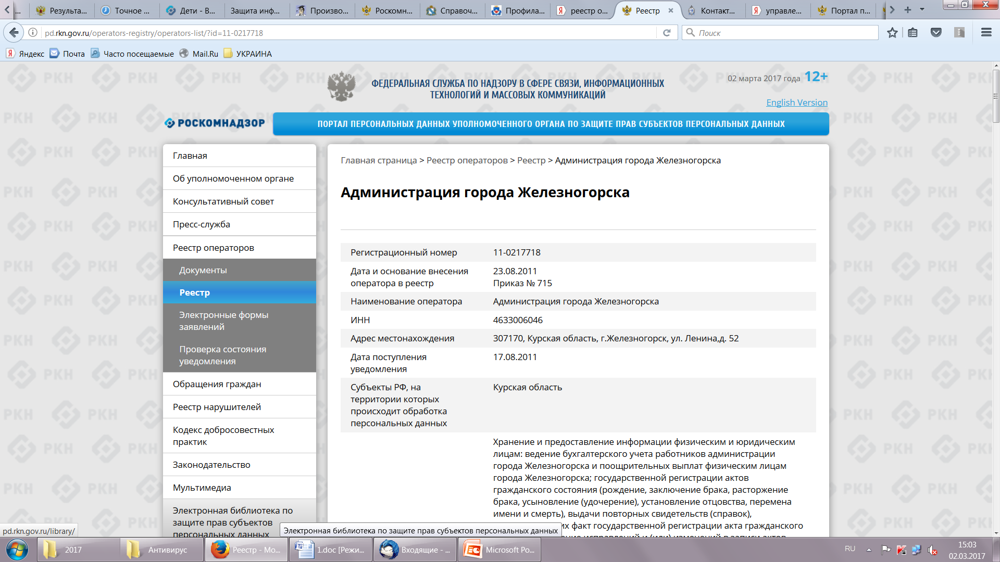 ...
Результа...
Точное ...
Дети - В...
Защита инф...
Произво...
Роскомн...
Справоч...
Профила...
реестр о...
Реестр
Контакт...
управле...
Портал п...
pd.rkn.gov.ru/operators-registry/operators-list/?id=11-0217718
Поиск
Яндекс
Почта
Часто посещаемые
Mail.Ru
УКРАИНА
ФЕДЕРАЛЬНАЯ СЛУЖБА ПО НАДЗОРУ В СФЕРЕ СВЯЗИ, ИНФОРМАЦИОННЫХ
ТЕХНОЛОГИЙ И МАССОВЫХ КОММУНИКАЦИЙ
02 марта 2017 года 12+
English Version
РОСКОМНАДЗОР
ПОРТАЛ ПЕРСОНАЛЬНЫХ ДАННЫХ УПОЛНОМОЧЕННОГО ОРГАНА ПО ЗАЩИТЕ ПРАВ СУБЪЕКТОВ ПЕРСОНАЛЬНЫХ ДАННЫХ
Главная
Об уполномоченном органе
Консультативный совет
Пресс-служба
Реестр операторов
Документы
Реестр
Электронные формы
заявлений
Проверка состояния
уведомления
Обращения граждан
Реестр нарушителей
Кодекс добросовестных
практик
Законодательство
Мультимедиа
Электронная библиотека по
защите прав субъектов
персональных данных
Главная страница > Реестр операторов > Реестр > Администрация города Железногорска
Администрация города Железногорска
Регистрационный номер 11-0217718
Дата и основание внесения 23.08.2011
оператора в реестр Приказ № 715
Наименование оператора Администрация города Железногорска
ИНН 4633006046
Адрес местонахождения 307170, Курская область, г.Железногорск, ул. Ленина,д. 52
Дата поступления 17.08.2011
уведомления
Субъекты РФ, на Курская область
территории которых
происходит обработка
персональных данных
Хранение и предоставление информации физическим и юридическим
лицам: ведение бухгалтерского учета работников администрации
города Железногорска и поощрительных выплат физическим лицам
города Железногорска; государственной регистрации актов
гражданского состояния (рождение, заключение брака, расторжение
брака, усыновление (удочерение), установление отцовства, перемена
имени и смерть), выдачи повторных свидетельств (справок),
их факт государственной регистрации акта гражданского
pd.rkn.gov.ru/library/
Электронная библиотека по защите прав субъектов персональных данных
2017
Антивирус
Реестр - Mo...
1.doc [Режи...
Входящие - ...
Microsoft Po...
RU
15:03
02.03.2017